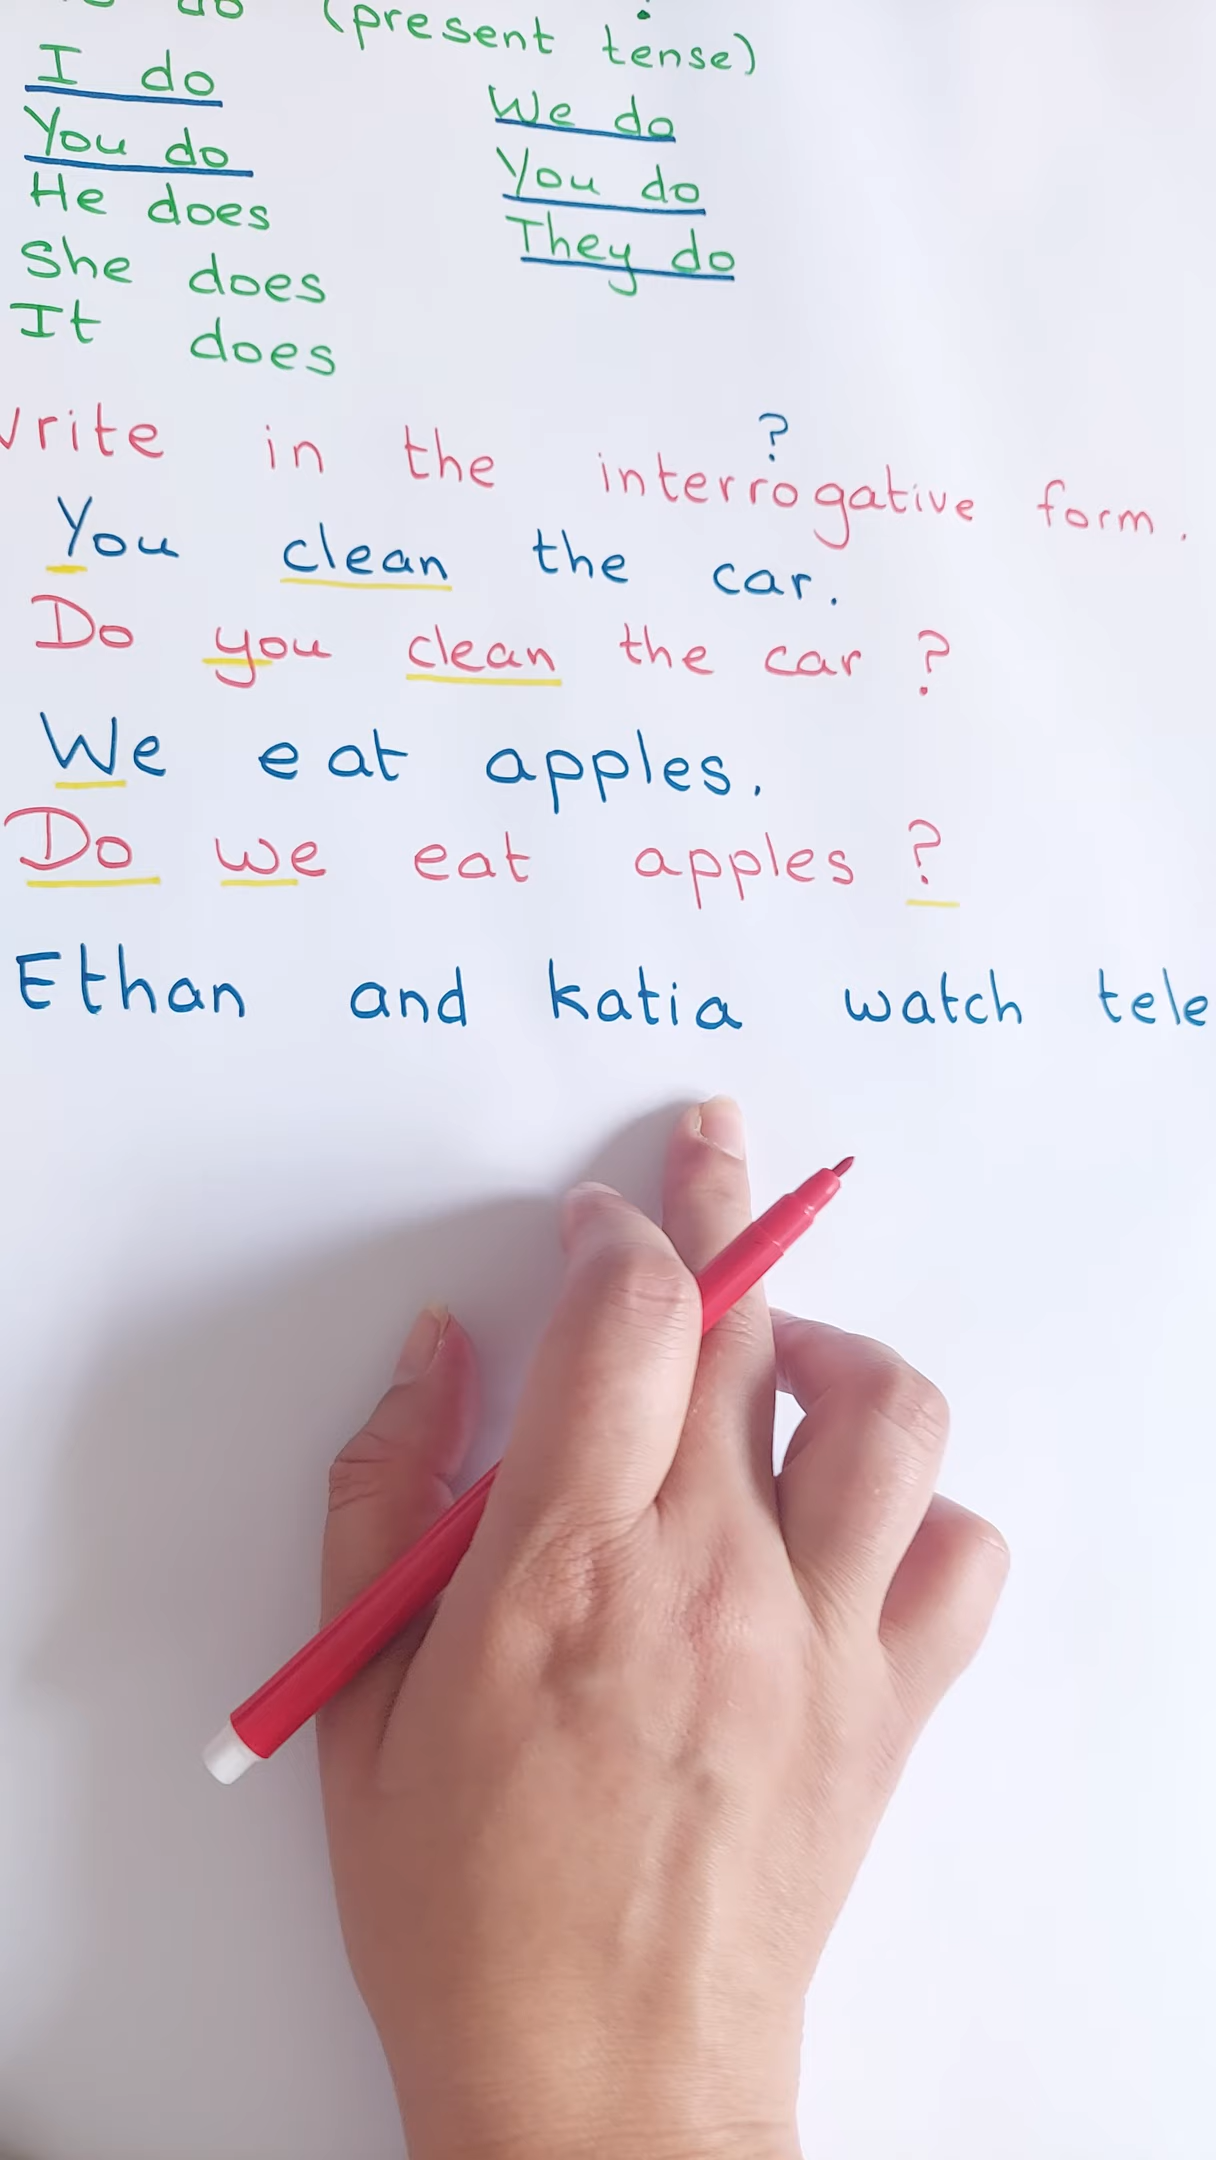 do (present tense)
I do
You do
He does
She does
It does
We do
You do
They do
?
write in the interrogative form.
You clean the car.
Do you clean the car ?
We eat apples.
Do we eat apples ?
Ethan and katia watch tele